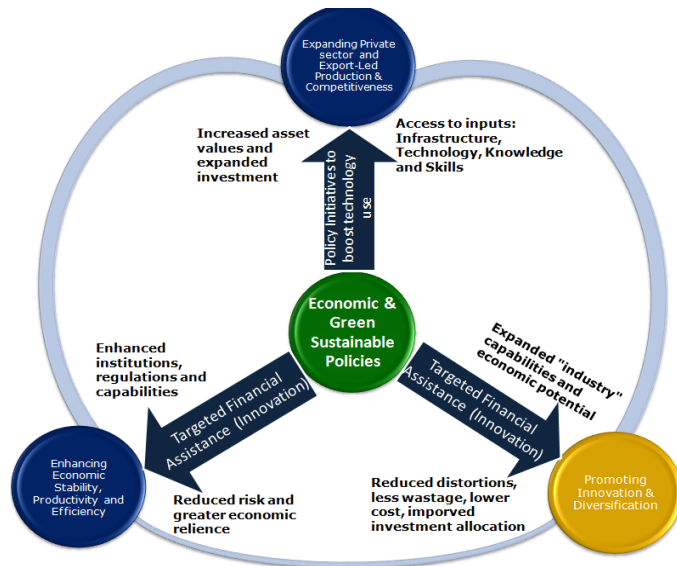 Expanding Private
sector and
Export-Led
Production &
Competitiveness
Increased asset
values and
expanded
investment
Access to inputs:
Infrastructure,
Technology, Knowledge
and Skills
Policy Initiatives to
boost technology
use
Economic &
Green
Sustainable
Policies
Enhanced
institutions,
regulations and
capabilities
Targeted Financial
Assistance (Innovation)
Expanded "industry"
capabilities and
economic potential
Targeted Financial
Assistance (Innovation)
Enhancing
Economic
Stability,
Productivity and
Efficiency
Reduced risk and
greater economic
relience
Reduced distortions,
less wastage, lower
cost, imporved
investment allocation
Promoting
Innovation &
Diversification